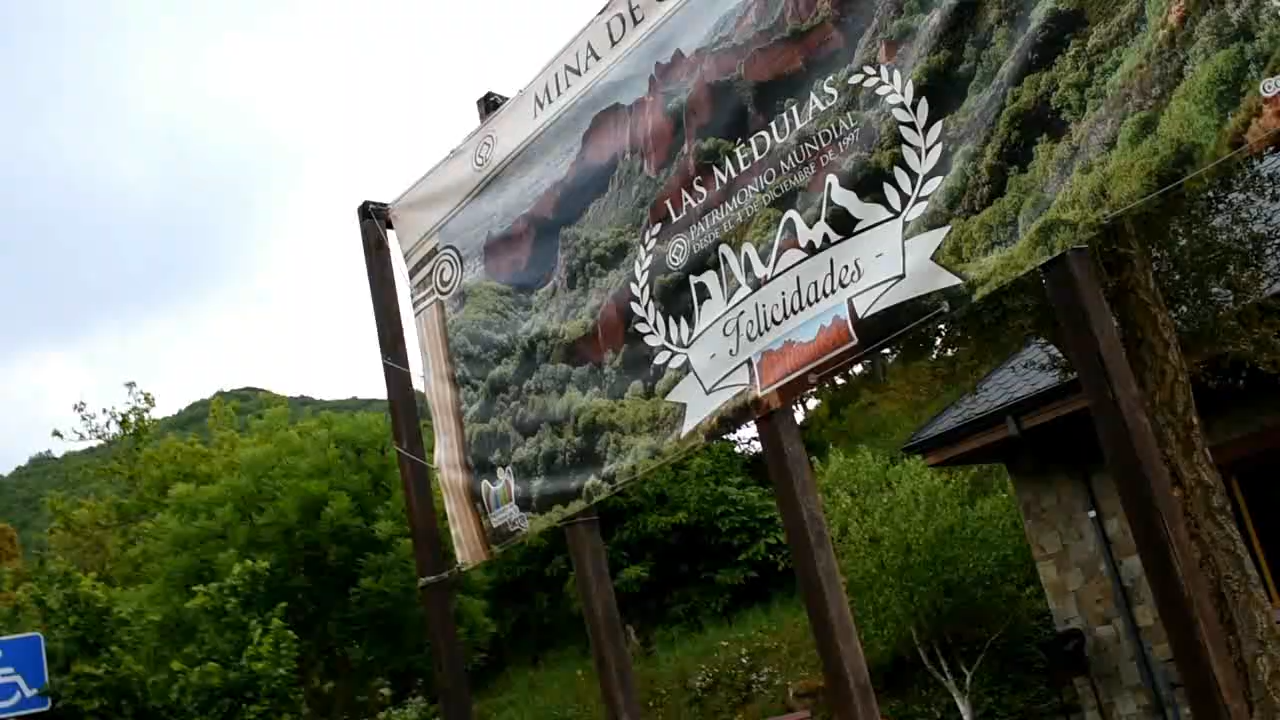 MINA DE
LAS MÉDULAS
PATRIMONIO MUNDIAL
DESDE EL 4 DE DICIEMBRE DE 1997
- Felicidades -